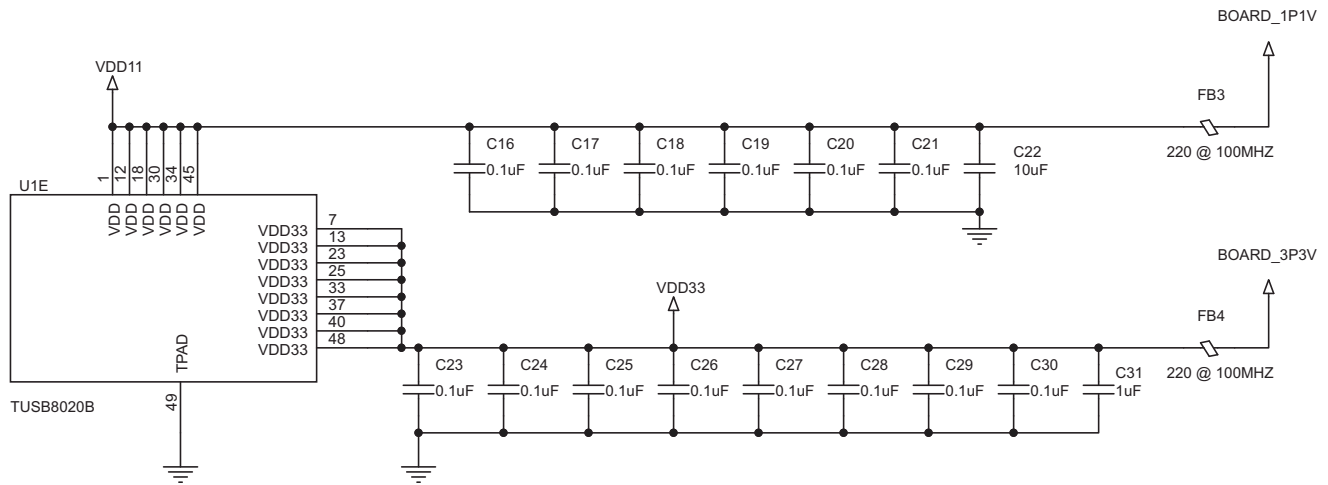 BOARD_1P1V
VDD11
FB3
C16 C17 C18 C19 C20 C21 C22
0.1uF 0.1uF 0.1uF 0.1uF 0.1uF 0.1uF 10uF
220 @ 100MHZ
1 12 18 30 34 45
U1E
VDD VDD VDD VDD VDD VDD
VDD33 7
VDD33 13
VDD33 23
VDD33 25
VDD33 33
VDD33 37
VDD33 40
VDD33 48
BOARD_3P3V
VDD33
FB4
TPAD
C23 C24 C25 C26 C27 C28 C29 C30 C31
0.1uF 0.1uF 0.1uF 0.1uF 0.1uF 0.1uF 0.1uF 0.1uF 1uF
220 @ 100MHZ
49
TUSB8020B